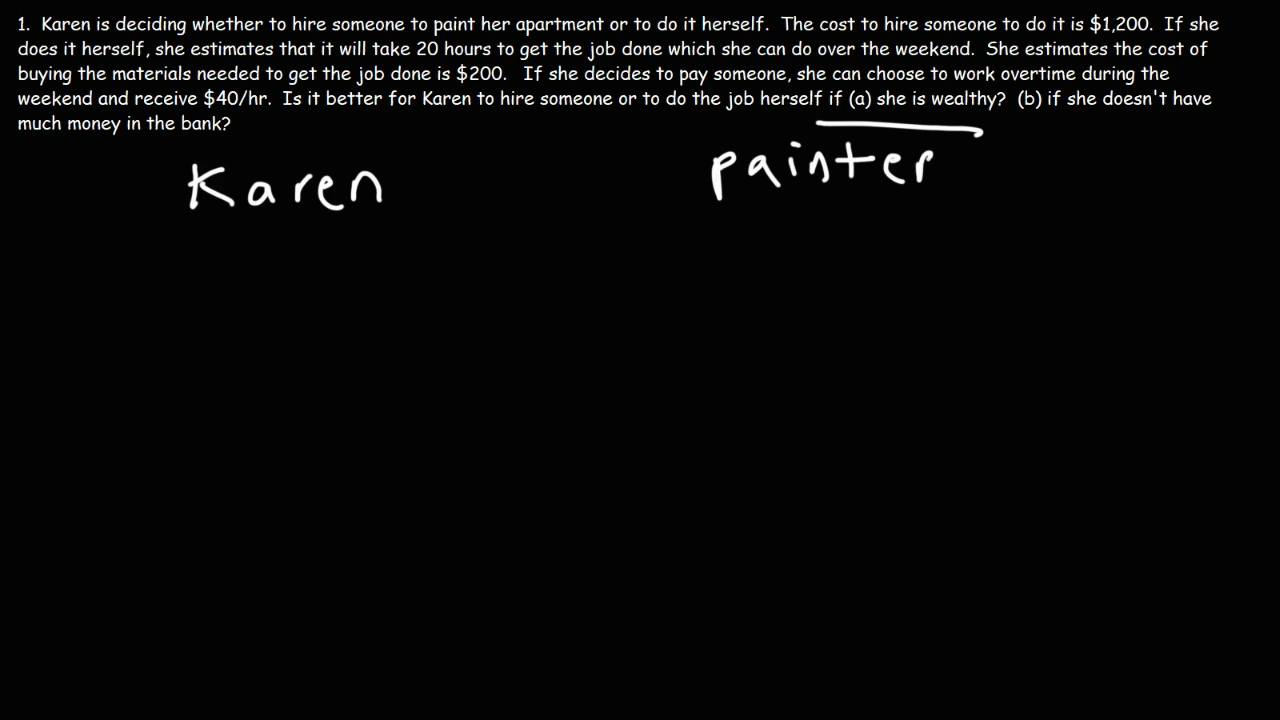 1. Karen is deciding whether to hire someone to paint her apartment or to do it herself. The cost to hire someone to do it is $1,200. If she
does it herself, she estimates that it will take 20 hours to get the job done which she can do over the weekend. She estimates the cost of
buying the materials needed to get the job done is $200. If she decides to pay someone, she can choose to work overtime during the
weekend and receive $40/hr. Is it better for Karen to hire someone or to do the job herself if (a) she is wealthy? (b) if she doesn't have
much money in the bank?
Karen painter